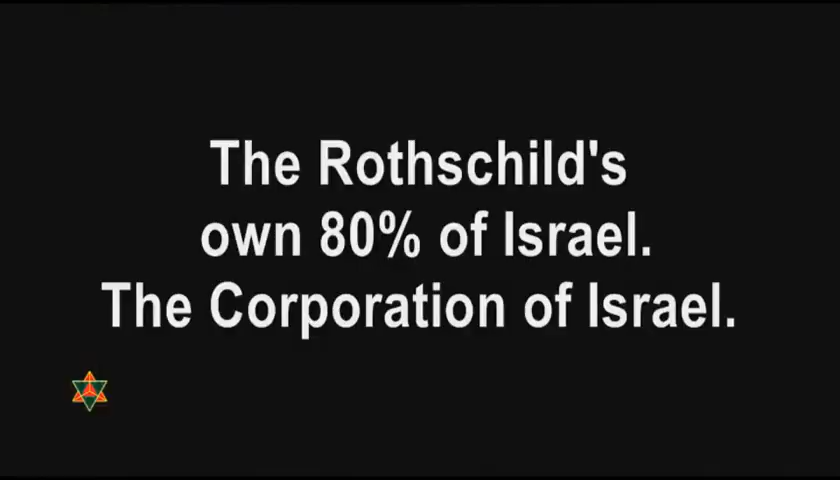 The Rothschild's
own 80% of Israel.
The Corporation of Israel.